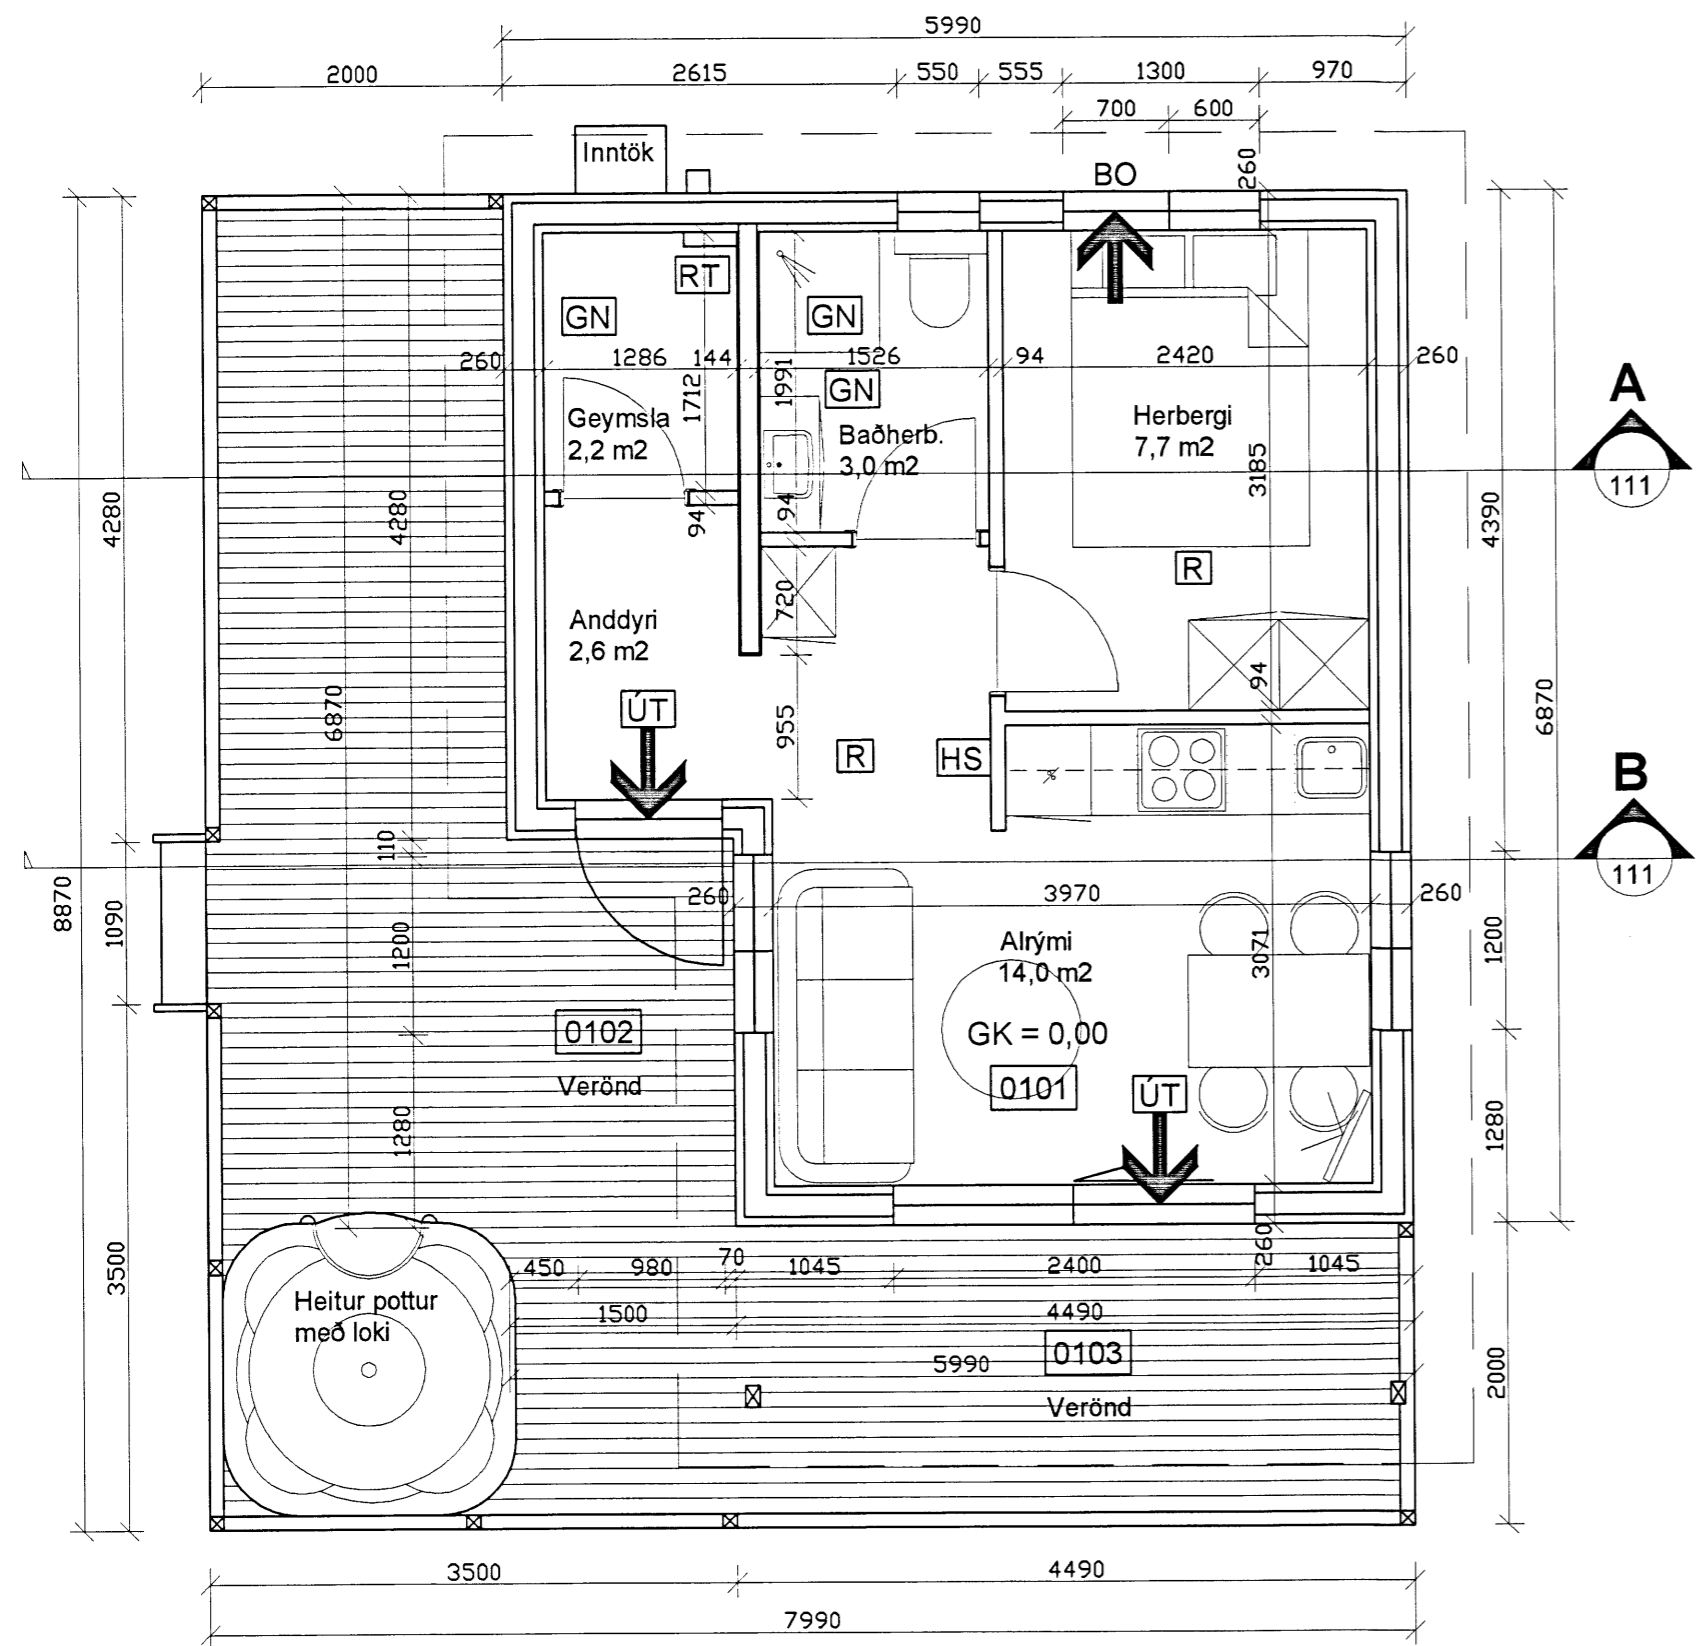 5990
2000
2615
550
555
1300
970
700
600
Inntök
BO
260
RT
GN
GN
260
1286
144
1526
94
2420
260
1712
1991
GN
A
Geymsla
2,2 m2
Baðherb.
3,0 m2
Herbergi
7,7 m2
3185
111
4280
4280
94
94
4390
R
720
Anddyri
2,6 m2
94
6870
6870
ÚT
955
R
HS
B
110
111
8870
1090
260
3970
260
1200
Alrými
14,0 m2
3071
1200
0102
GK = 0,00
Verönd
0101
ÚT
1280
1280
3500
450
980
70
1045
2400
260
1045
Heitur pottur
með loki
1500
4490
0103
5990
2000
Verönd
3500
4490
7990